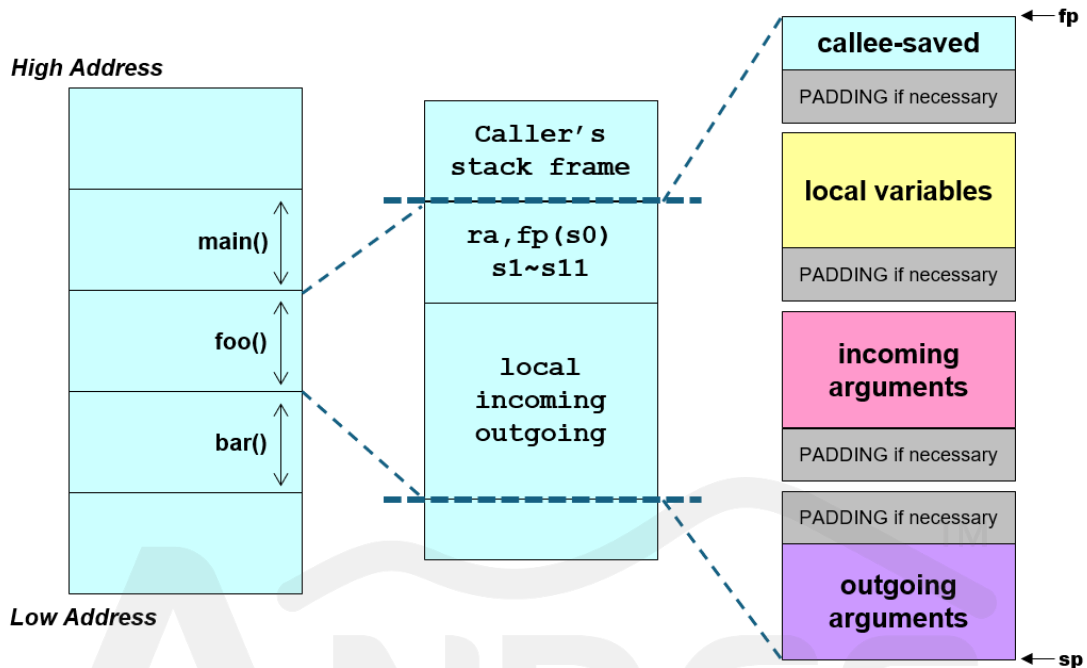 High Address
main()
foo()
bar()
Low Address
Caller's
stack frame
ra,fp(s0)
s1~s11
local
incoming
outgoing
fp
callee-saved
PADDING if necessary
local variables
PADDING if necessary
incoming
arguments
PADDING if necessary
PADDING if necessary
outgoing
arguments
sp
TM